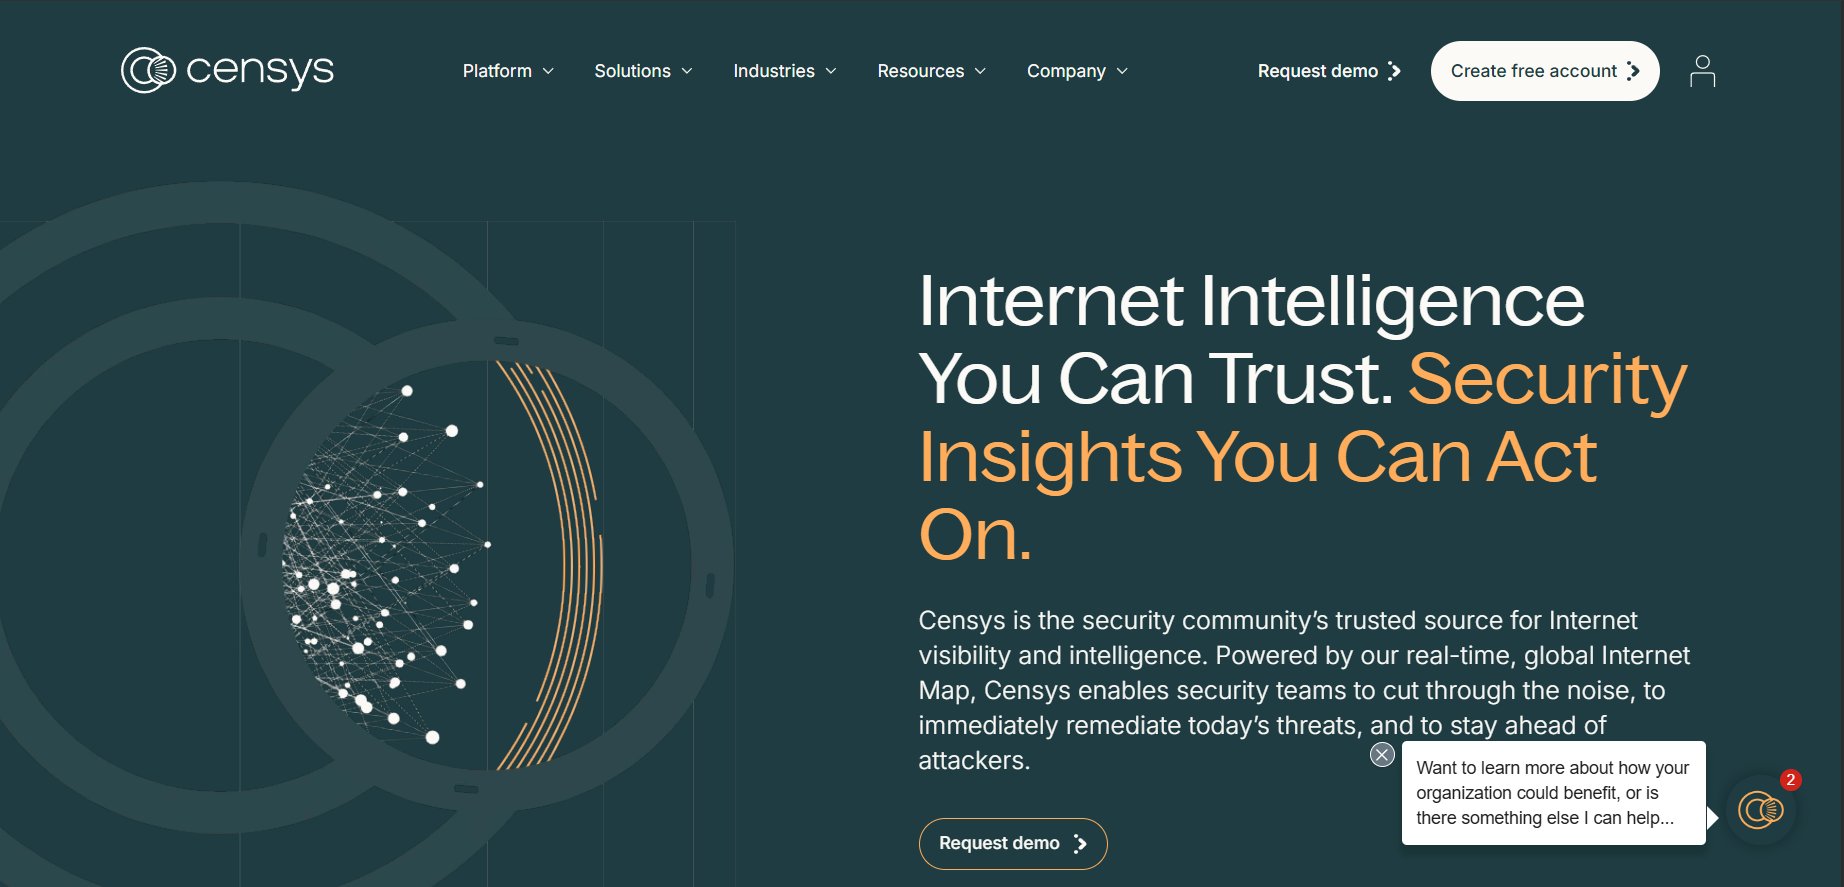 censys
Platform
Solutions
Industries
Resources
Company
Request demo
Create free account
Internet Intelligence
You Can Trust. Security
Insights You Can Act
On.
Censys is the security community’s trusted source for Internet
visibility and intelligence. Powered by our real-time, global Internet
Map, Censys enables security teams to cut through the noise, to
immediately remediate today’s threats, and to stay ahead of
attackers.
Request demo
Want to learn more about how your
organization could benefit, or is
there something else I can help...
2